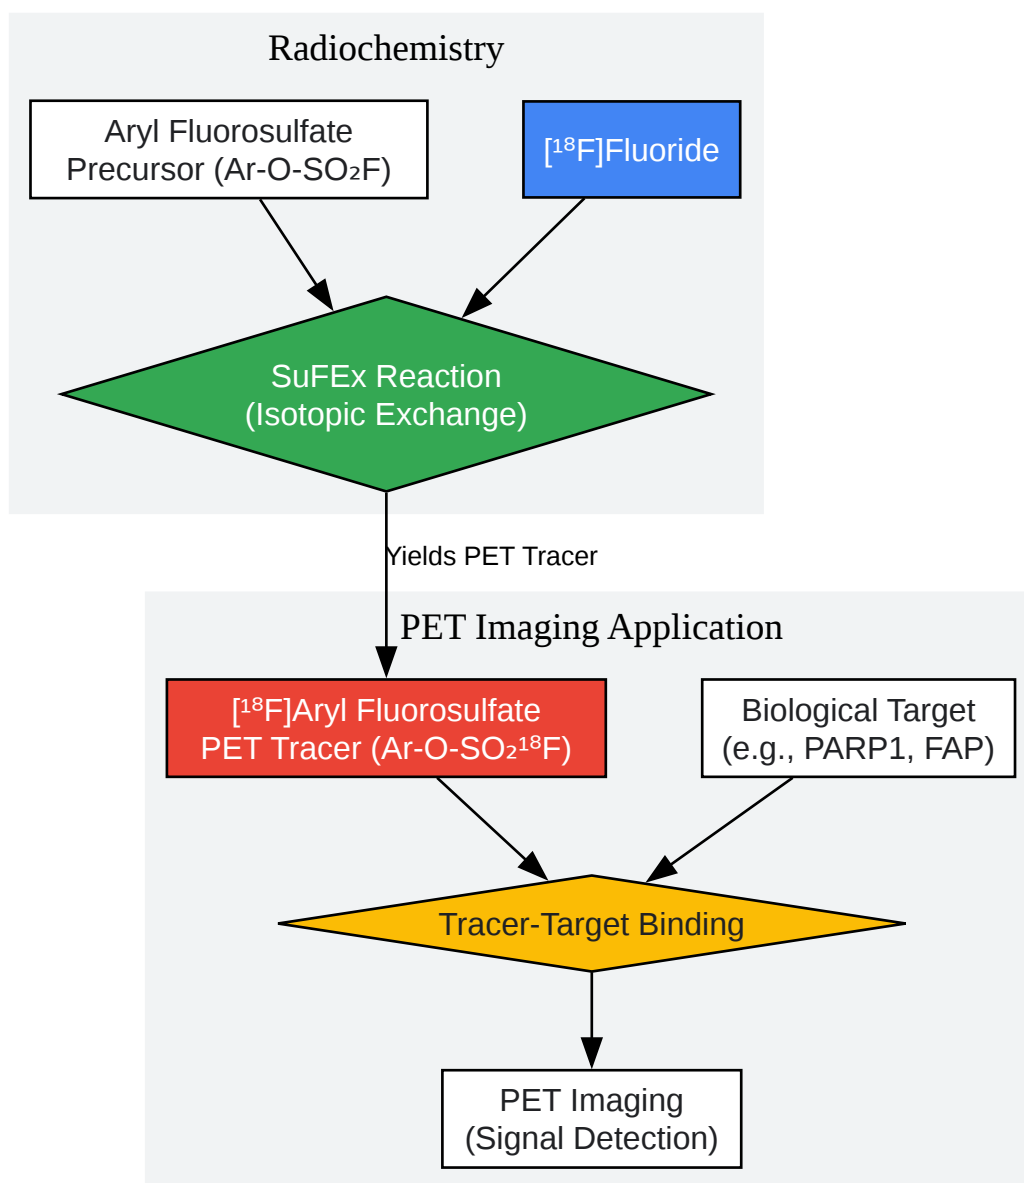 Radiochemistry
Aryl Fluorosulfate
Precursor (Ar-O-SO₂F)
[¹⁸F]Fluoride
SuFEx Reaction
(Isotopic Exchange)
Yields PET Tracer
PET Imaging Application
[¹⁸F]Aryl Fluorosulfate
PET Tracer (Ar-O-SO₂¹⁸F)
Biological Target
(e.g., PARP1, FAP)
Tracer-Target Binding
PET Imaging
(Signal Detection)